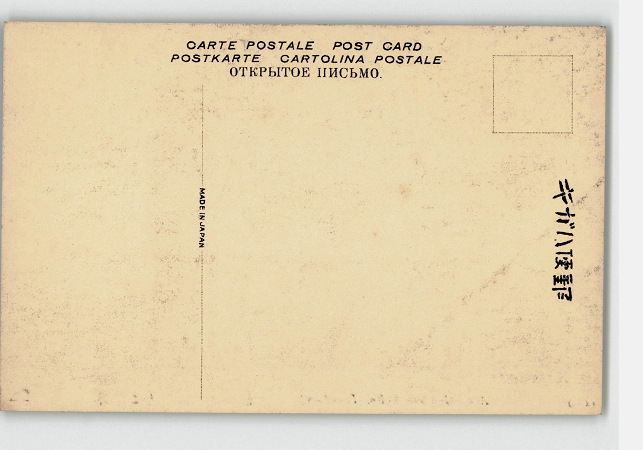 CARTE POSTALE POST CARD
POSTKARTE CARTOLINA POSTALE
ОТКРЫТОЕ ПИСЬМО.
MADE IN JAPAN
キガハ便郵